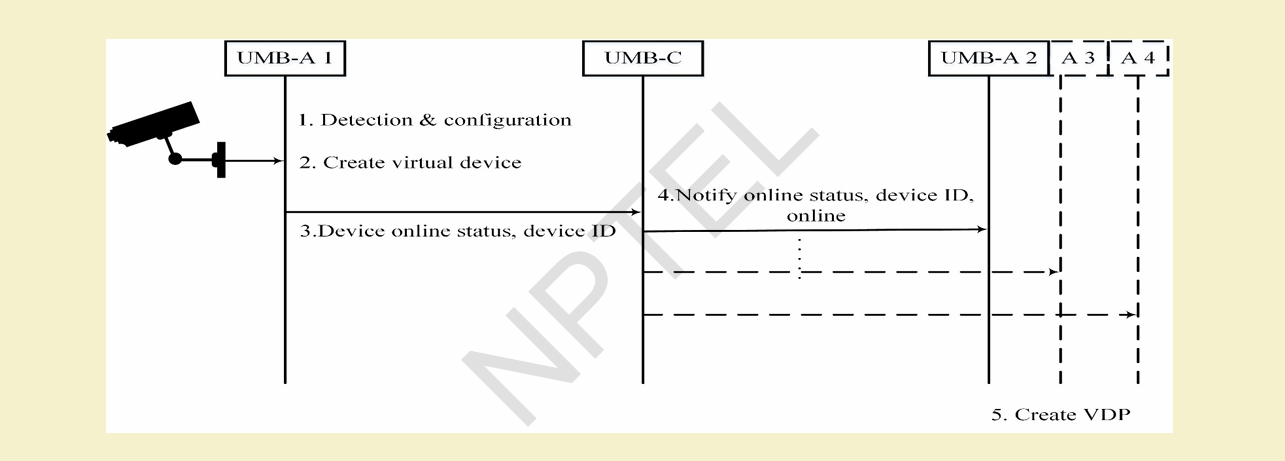 UMB-A 1
UMB-C
UMB-A 2
A 3
A 4
1. Detection & configuration
2. Create virtual device
3.Device online status, device ID
4.Notify online status, device ID,
online
5. Create VDP
NPTEL